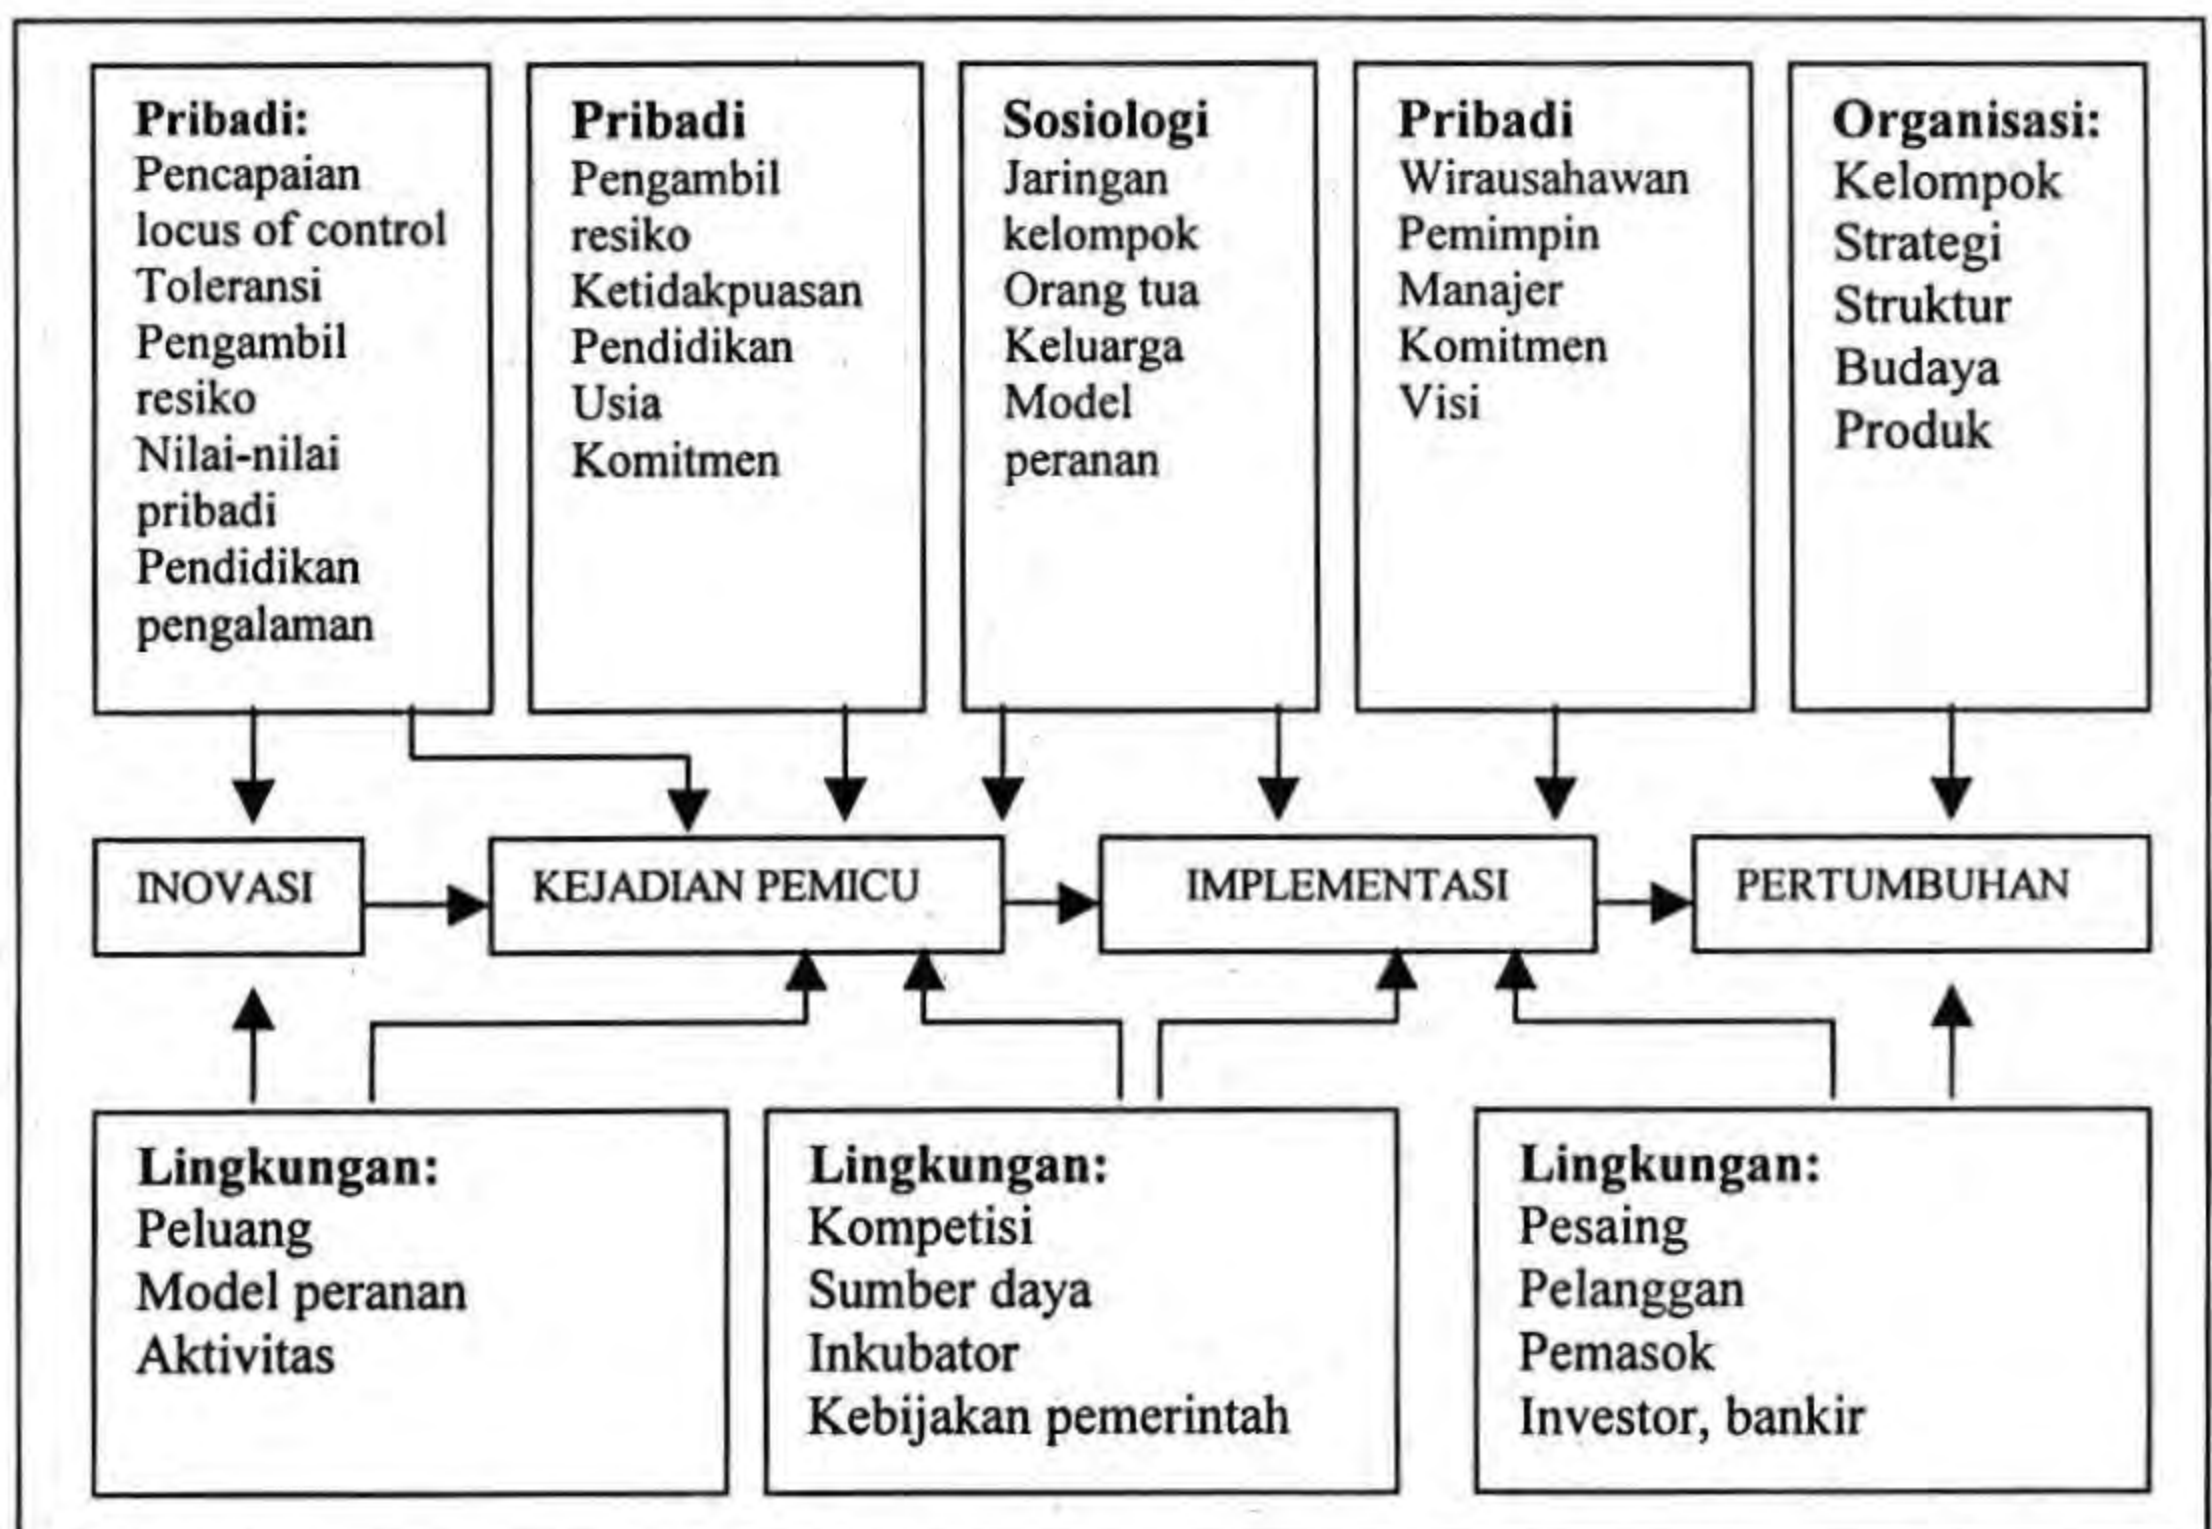 Pribadi:
Pencapaian
locus of control
Toleransi
Pengambil
resiko
Nilai-nilai
pribadi
Pendidikan
pengalaman
Pribadi
Pengambil
resiko
Ketidakpuasan
Pendidikan
Usia
Komitmen
Sosiologi
Jaringan
kelompok
Orang tua
Keluarga
Model
peranan
Pribadi
Wirausahawan
Pemimpin
Manajer
Komitmen
Visi
Organisasi:
Kelompok
Strategi
Struktur
Budaya
Produk
INOVASI
KEJADIAN PEMICU
IMPLEMENTASI
PERTUMBUHAN
Lingkungan:
Peluang
Model peranan
Aktivitas
Lingkungan:
Kompetisi
Sumber daya
Inkubator
Kebijakan pemerintah
Lingkungan:
Pesaing
Pelanggan
Pemasok
Investor, bankir